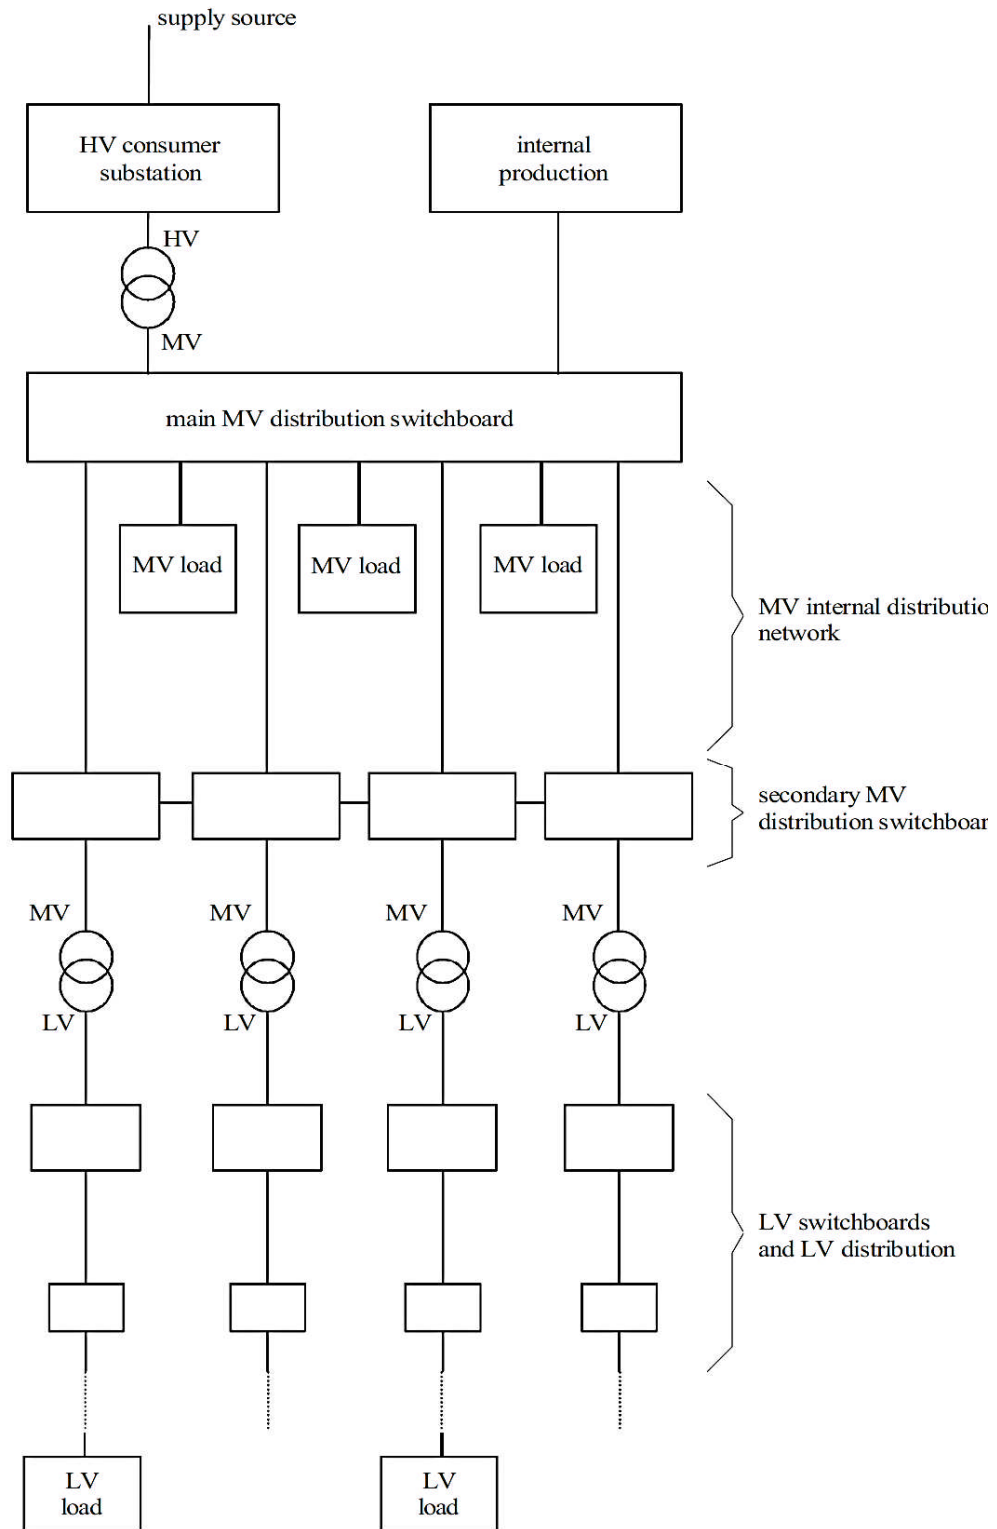 supply source
HV consumer
substation
internal
production
HV
MV
main MV distribution switchboard
MV load
MV load
MV load
MV internal distributio
network
secondary MV
distribution switchboar
MV
MV
MV
MV
LV
LV
LV
LV
LV switchboards
and LV distribution
LV
load
LV
load